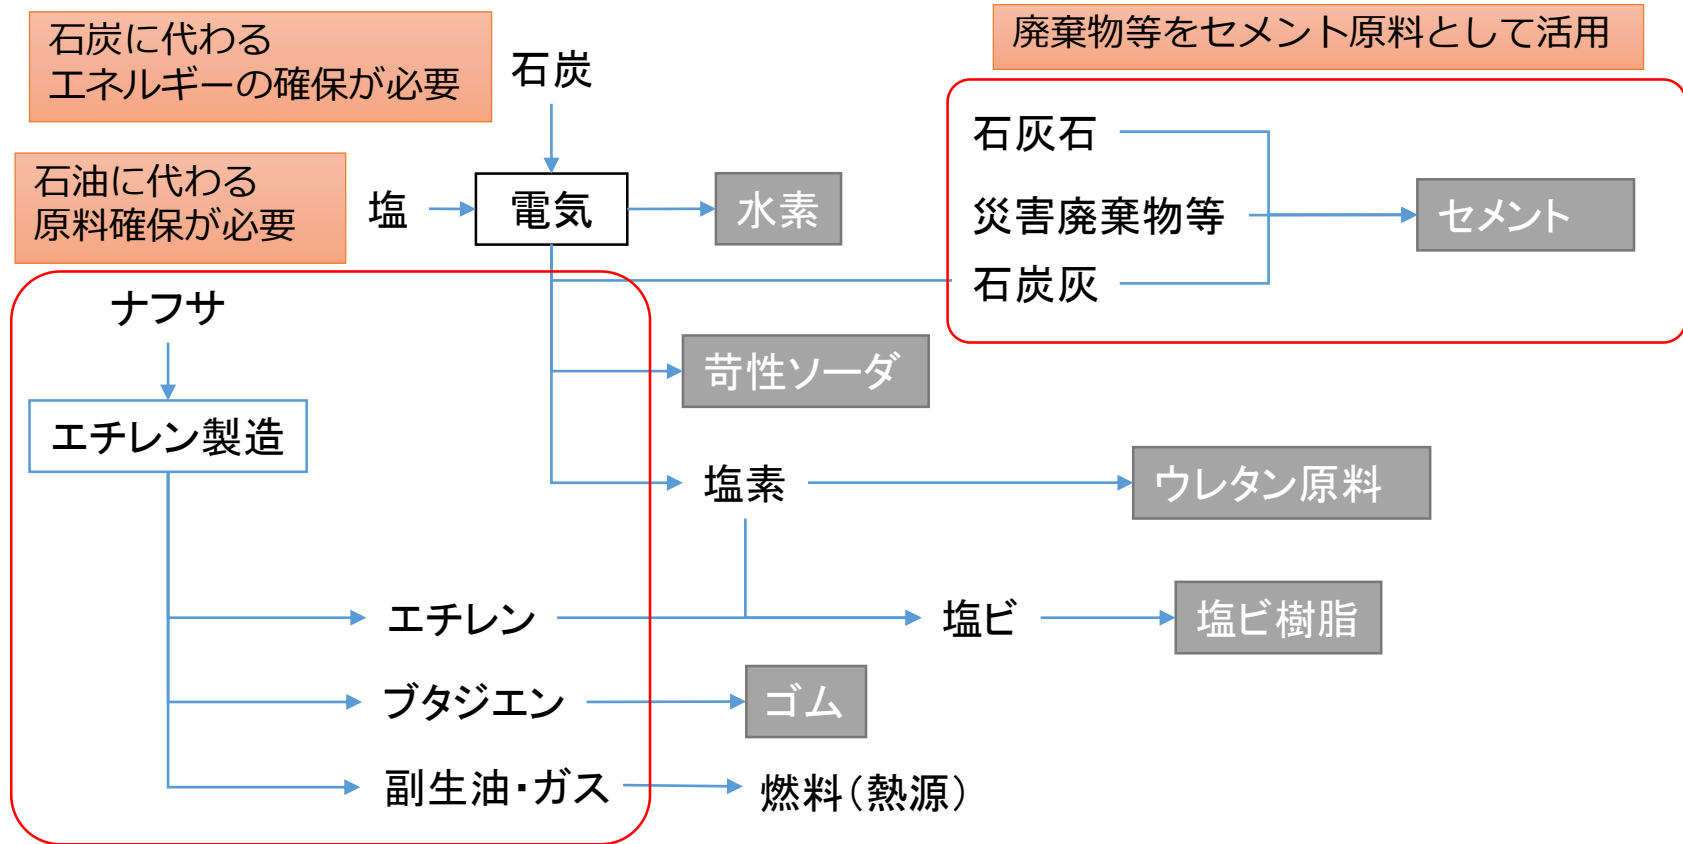 石炭に代わる
エネルギーの確保が必要
石炭
廃棄物等をセメント原料として活用
石油に代わる
原料確保が必要
塩
電気
水素
石灰石
災害廃棄物等
石炭灰
セメント
ナフサ
エチレン製造
苛性ソーダ
塩素
ウレタン原料
エチレン
塩ビ
塩ビ樹脂
ブタジエン
ゴム
副生油・ガス
燃料（熱源）